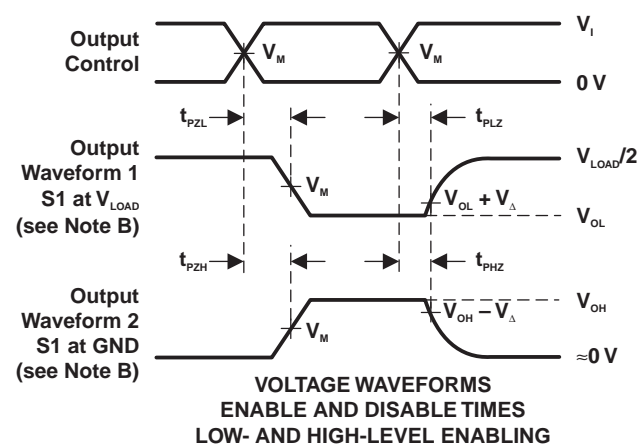 Output
Control
V_M
V_M
V_I
0 V
t_PZL
t_PLZ
Output
Waveform 1
S1 at V_LOAD
(see Note B)
V_M
V_LOAD/2
V_OL + V_Δ
V_OL
t_PZH
t_PHZ
Output
Waveform 2
S1 at GND
(see Note B)
V_M
V_OH
V_OH – V_Δ
≈0 V
VOLTAGE WAVEFORMS
ENABLE AND DISABLE TIMES
LOW- AND HIGH-LEVEL ENABLING